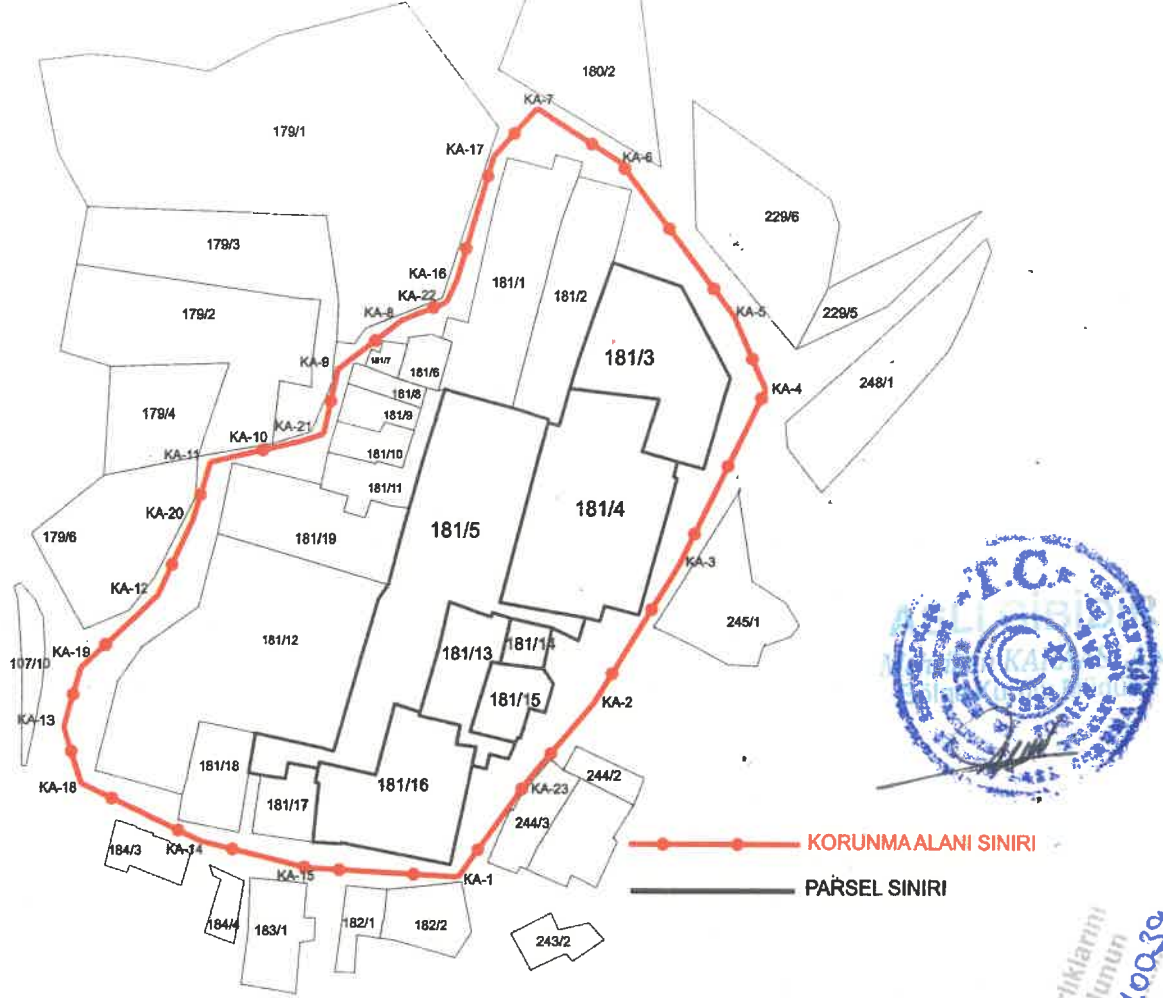 180/2
KA-7
179/1
KA-17
KA-6
229/6
179/3
KA-16
181/1
181/2
KA-22
KA-8
179/2
KA-5
229/5
KA-9
181/7
181/6
181/3
248/1
KA-4
181/8
179/4
181/9
KA-21
KA-10
KA-11
181/10
181/11
181/4
KA-20
181/5
179/6
181/19
KA-3
KA-12
T.C.
245/1
181/12
181/14
181/13
KA-19
107/10
181/15
KA-2
KA-13
181/18
244/2
KA-18
181/16
KA-23
181/17
244/3
KORUNMA ALANI SINIRI
184/3
KA-14
KA-15
KA-1
PARSEL SINIRI
184/4
183/1
182/1
182/2
243/2